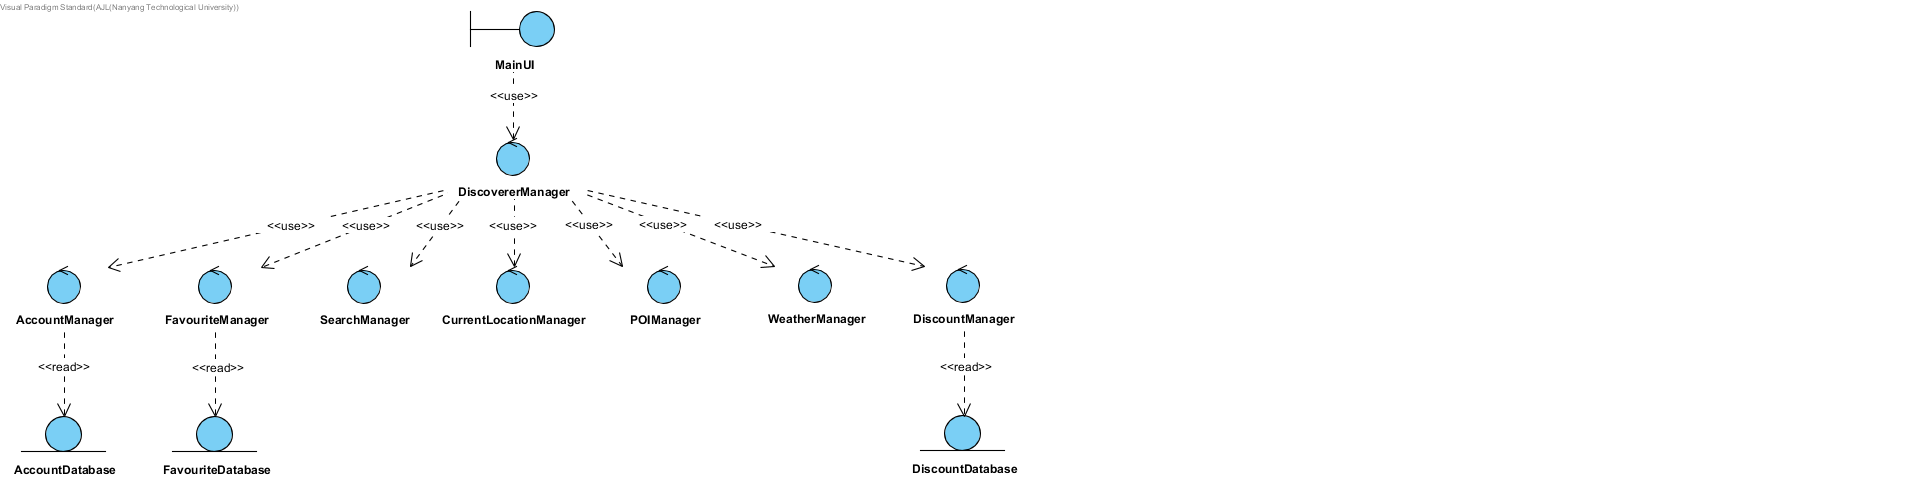 Visual Paradigm Standard(AJL(Nanyang Technological University))
MainUI
<<use>>
DiscovererManager
<<use>> <<use>> <<use>> <<use>> <<use>> <<use>> <<use>>
AccountManager FavouriteManager SearchManager CurrentLocationManager POIManager WeatherManager DiscountManager
<<read>> <<read>> <<read>>
AccountDatabase FavouriteDatabase DiscountDatabase